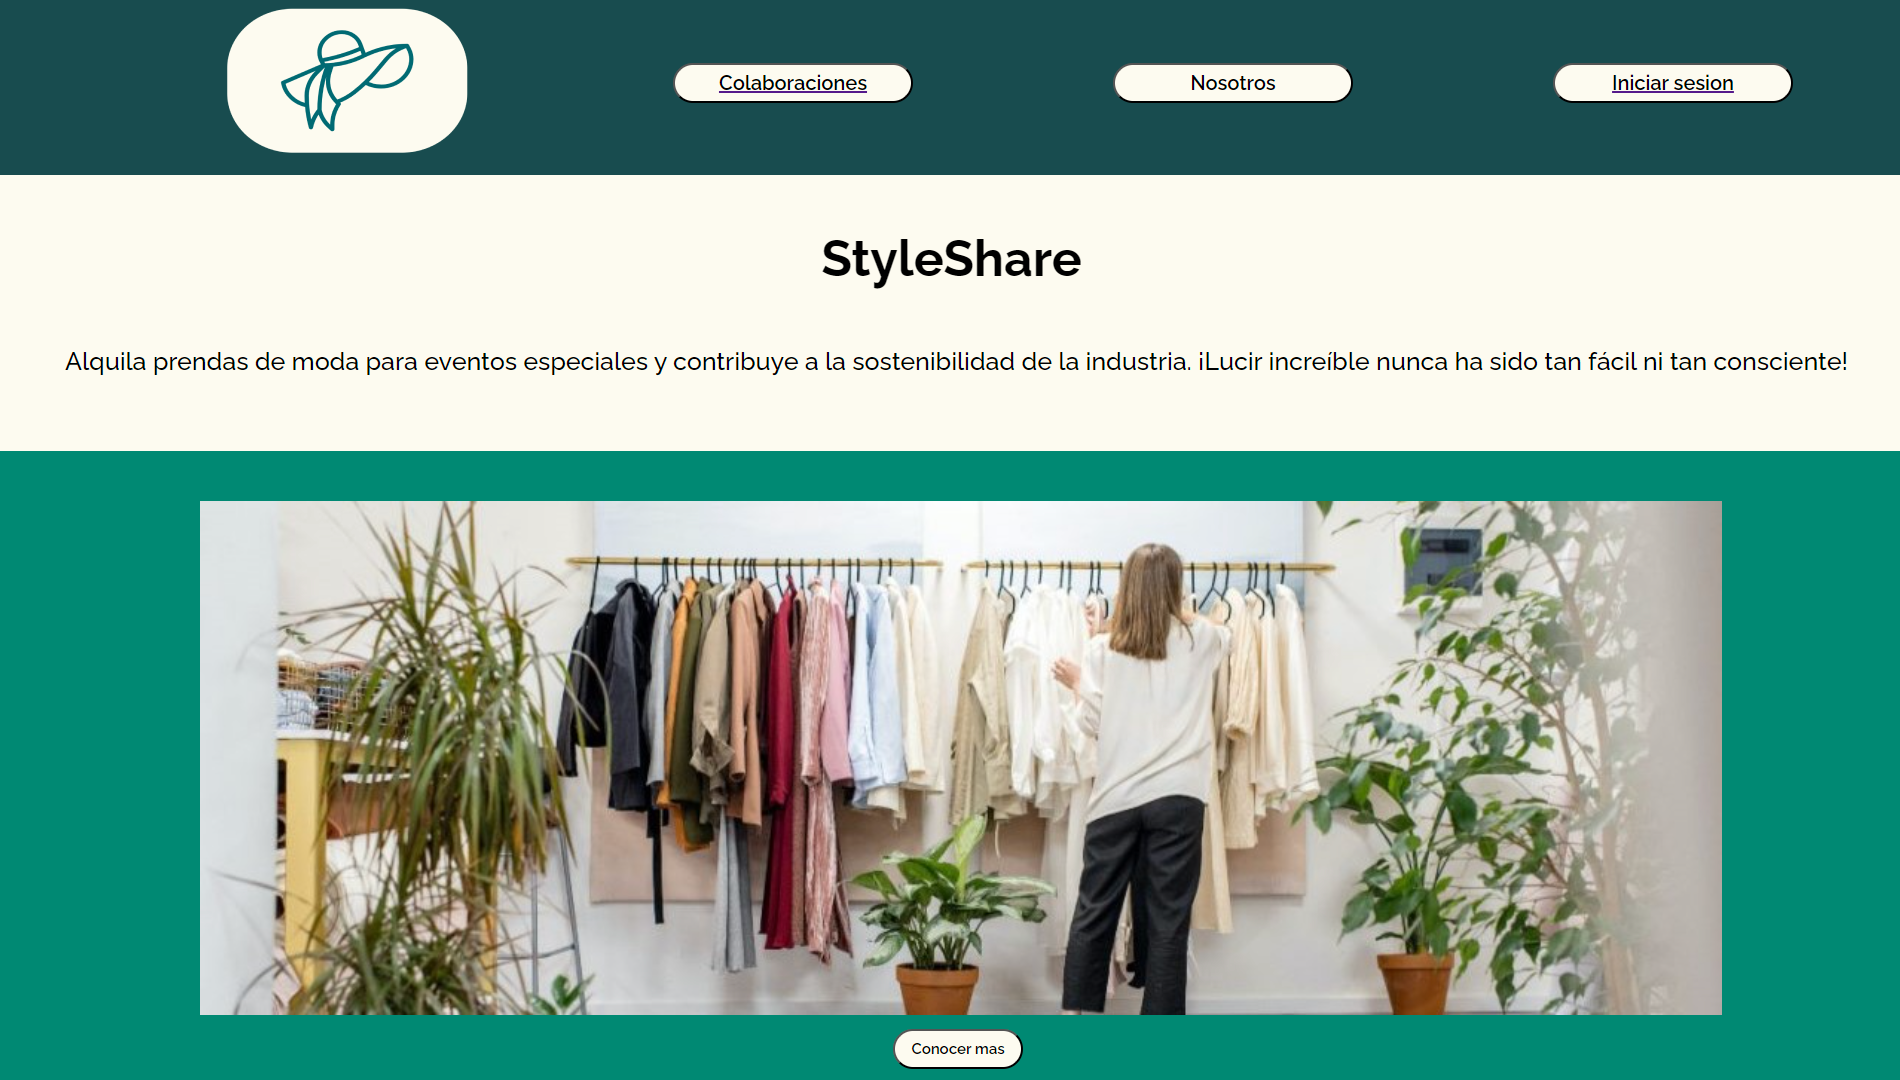 Colaboraciones
Nosotros
Iniciar sesion
StyleShare
Alquila prendas de moda para eventos especiales y contribuye a la sostenibilidad de la industria. ¡Lucir increíble nunca ha sido tan fácil ni tan consciente!
Conocer mas